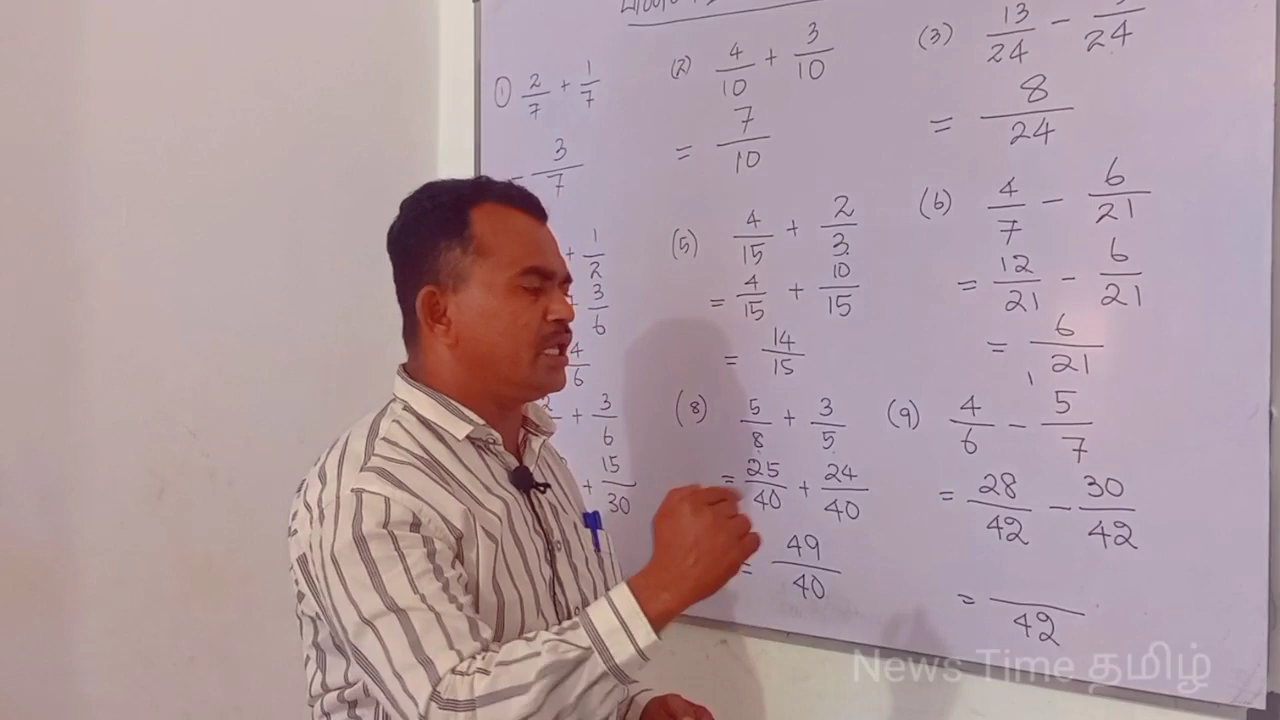 ① 2/7 + 1/7
= 3/7
+ 1/2
+ 3/6
4/6
+ 3/6
+ 15/30
(2) 4/10 + 3/10
= 7/10
(5) 4/15 + 2/3
= 4/15 + 10/15
= 14/15
(8) 5/8 + 3/5
= 25/40 + 24/40
= 49/40
(3) 13/24 - /24
= 8/24
(6) 4/7 - 6/21
= 12/21 - 6/21
= 6/21
(9) 4/6 - 5/7
= 28/42 - 30/42
= /42
News Time தமிழ்